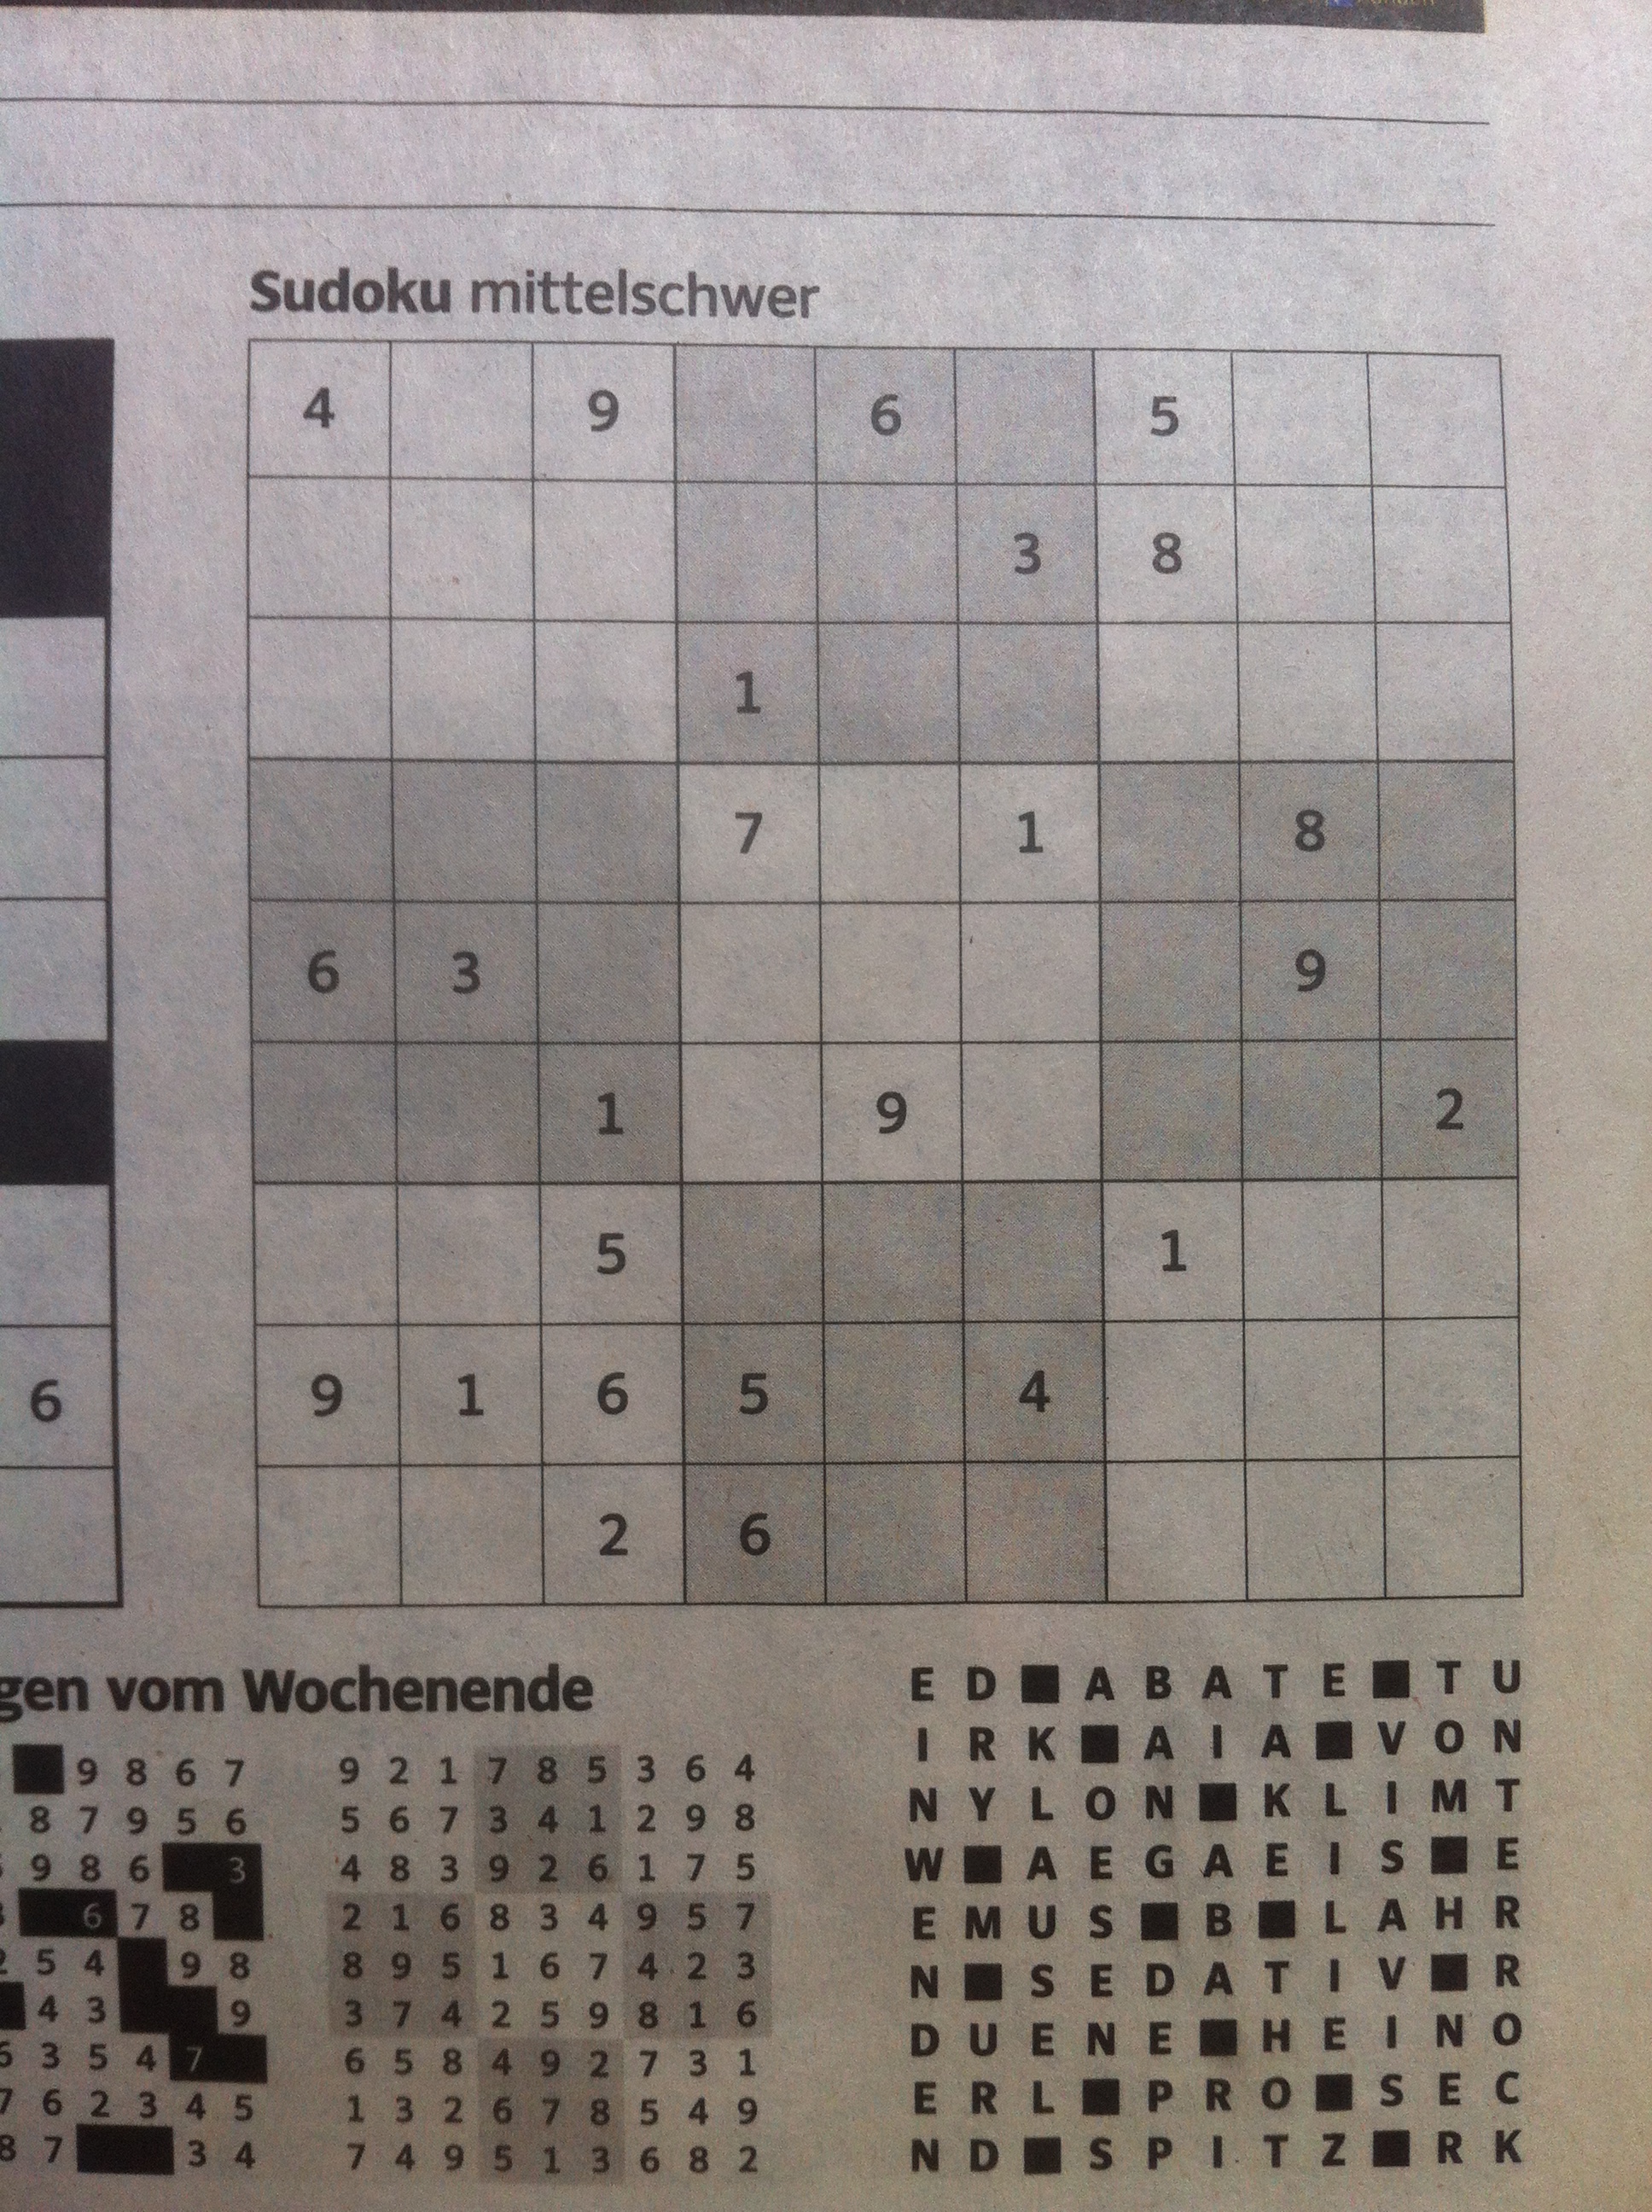 Sudoku mittelschwer
4 9 6 5
3 8
1
7 1 8
6 3 9
1 9 2
5 1
9 1 6 5 4
2 6
6
gen vom Wochenende
9 8 6 7
8 7 9 5 6
9 8 6 3
6 7 8
5 4 9 8
4 3 9
3 5 4 7
7 6 2 3 4 5
8 7 3 4
9 2 1 7 8 5 3 6 4
5 6 7 3 4 1 2 9 8
4 8 3 9 2 6 1 7 5
2 1 6 8 3 4 9 5 7
8 9 5 1 6 7 4 2 3
3 7 4 2 5 9 8 1 6
6 5 8 4 9 2 7 3 1
1 3 2 6 7 8 5 4 9
7 4 9 5 1 3 6 8 2
E D ■ A B A T E ■ T U
I R K ■ A I A ■ V O N
N Y L O N ■ K L I M T
W ■ A E G A E I S ■ E
E M U S ■ B ■ L A H R
N ■ S E D A T I V ■ R
D U E N E ■ H E I N O
E R L ■ P R O ■ S E C
N D ■ S P I T Z ■ R K